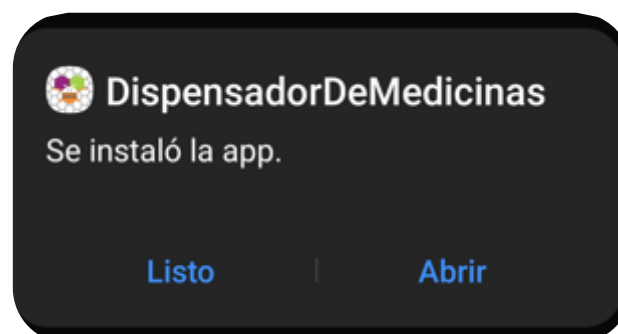 DispensadorDeMedicinas
Se instaló la app.
Listo | Abrir